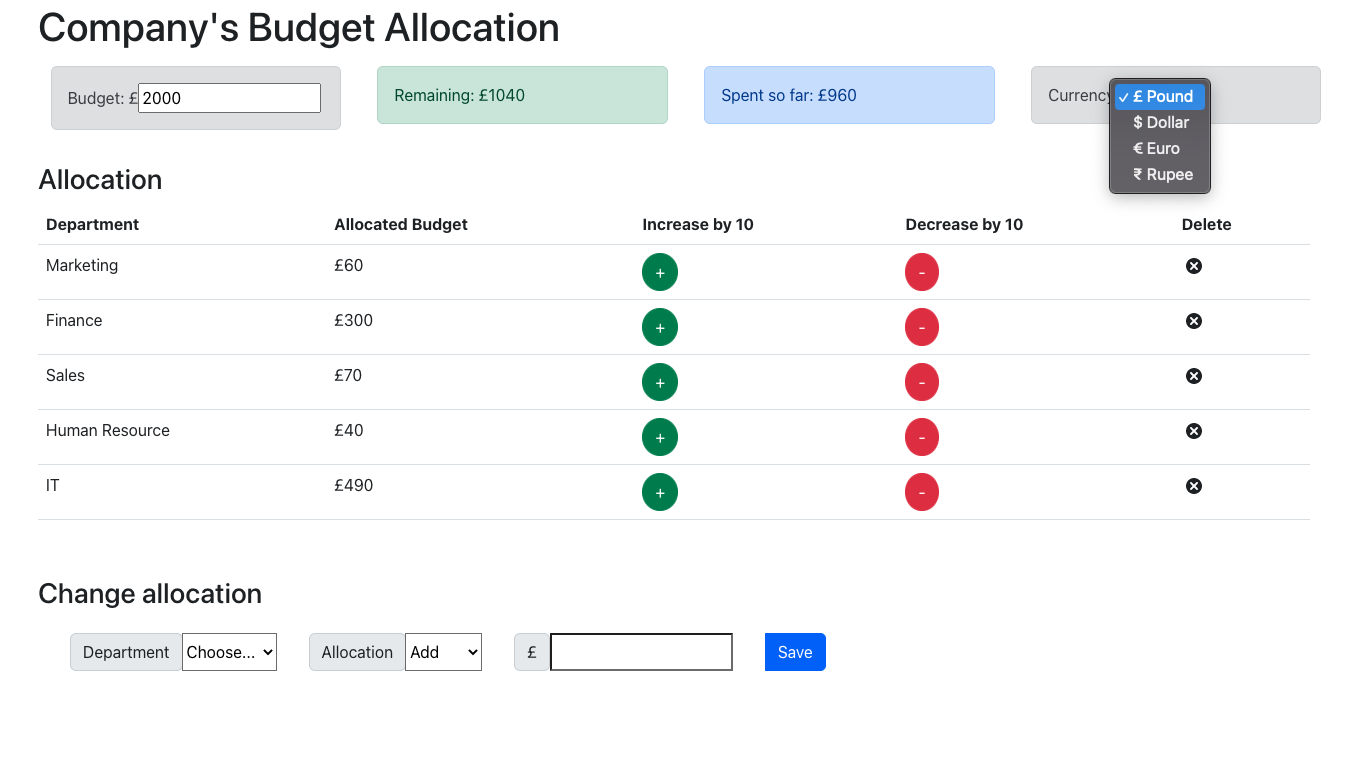 Company's Budget Allocation
Budget: £ 2000
Remaining: £1040
Spent so far: £960
Currency
✓ £ Pound
$ Dollar
€ Euro
₹ Rupee
Allocation
Department Allocated Budget Increase by 10 Decrease by 10 Delete
Marketing £60 + -
Finance £300 + -
Sales £70 + -
Human Resource £40 + -
IT £490 + -
Change allocation
Department Choose... Allocation Add £ Save